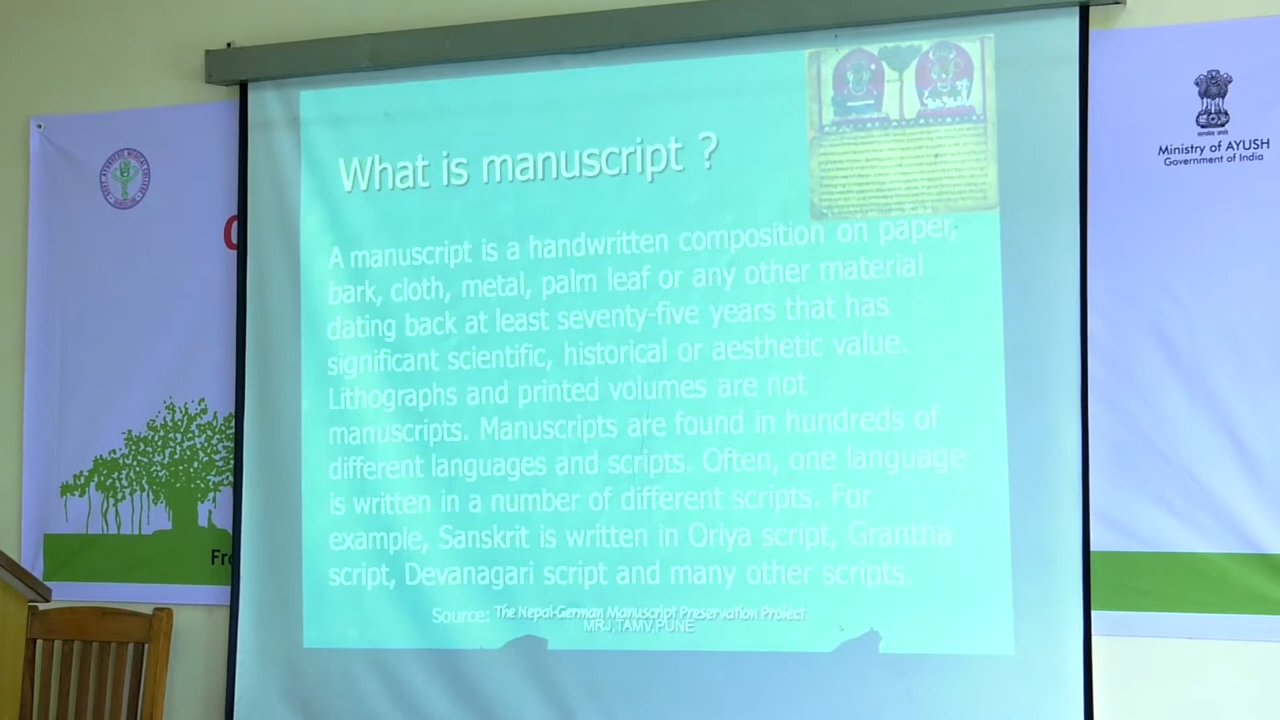 What is manuscript ?
A manuscript is a handwritten composition on paper,
bark, cloth, metal, palm leaf or any other material
dating back at least seventy-five years that has
significant scientific, historical or aesthetic value.
Lithographs and printed volumes are not
manuscripts. Manuscripts are found in hundreds of
different languages and scripts. Often, one language
is written in a number of different scripts. For
example, Sanskrit is written in Oriya script, Grantha
script, Devanagari script and many other scripts.
Source: The Nepal-German Manuscript Preservation Project
MRJ,TAMV,PUNE
Ministry of AYUSH
Government of India